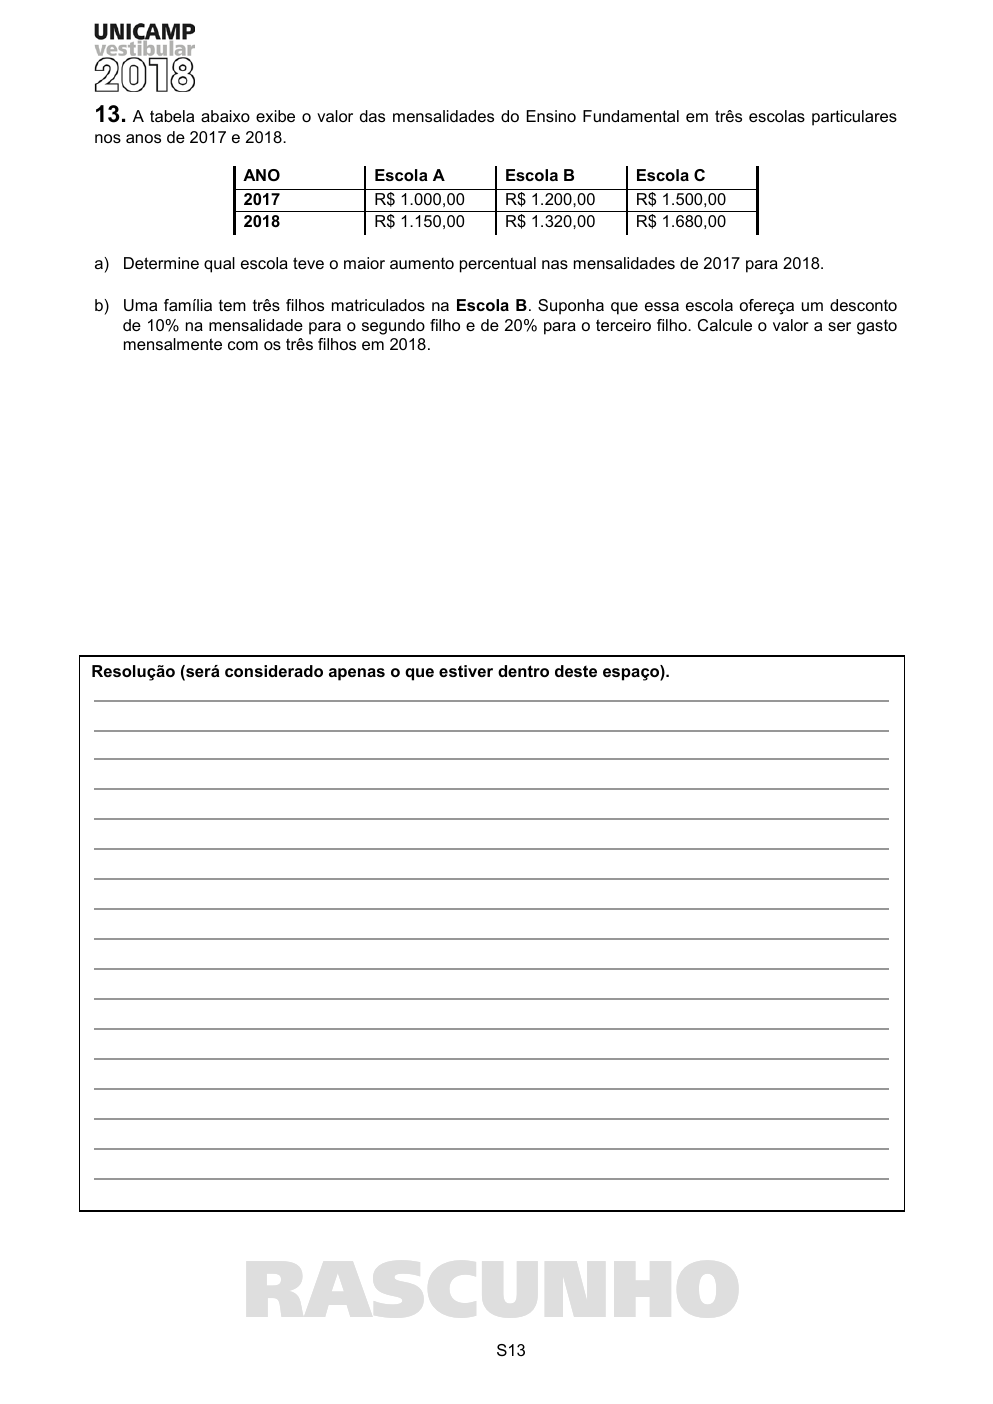 UNICAMP
vestibular
2018
13. A tabela abaixo exibe o valor das mensalidades do Ensino Fundamental em três escolas particulares
nos anos de 2017 e 2018.
ANO Escola A Escola B Escola C
2017 R$ 1.000,00 R$ 1.200,00 R$ 1.500,00
2018 R$ 1.150,00 R$ 1.320,00 R$ 1.680,00
a) Determine qual escola teve o maior aumento percentual nas mensalidades de 2017 para 2018.
b) Uma família tem três filhos matriculados na Escola B. Suponha que essa escola ofereça um desconto
de 10% na mensalidade para o segundo filho e de 20% para o terceiro filho. Calcule o valor a ser gasto
mensalmente com os três filhos em 2018.
Resolução (será considerado apenas o que estiver dentro deste espaço).
RASCUNHO
S13